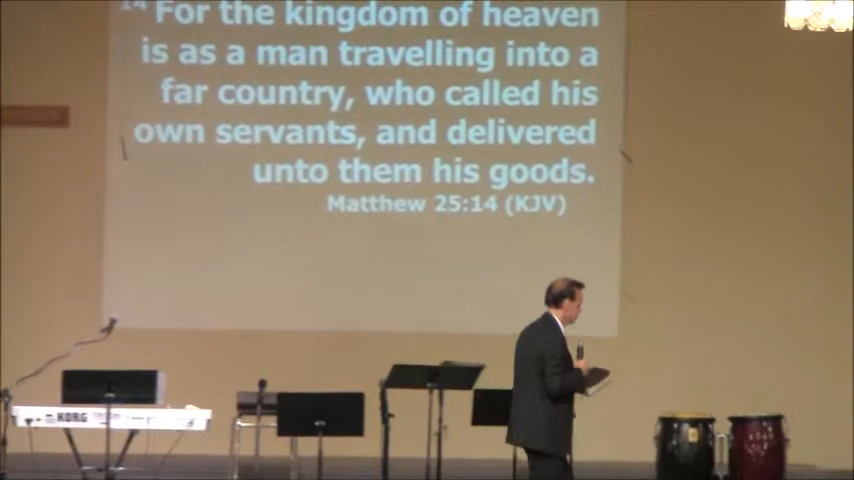 14 For the kingdom of heaven
is as a man travelling into a
far country, who called his
own servants, and delivered
unto them his goods.
Matthew 25:14 (KJV)
KORG